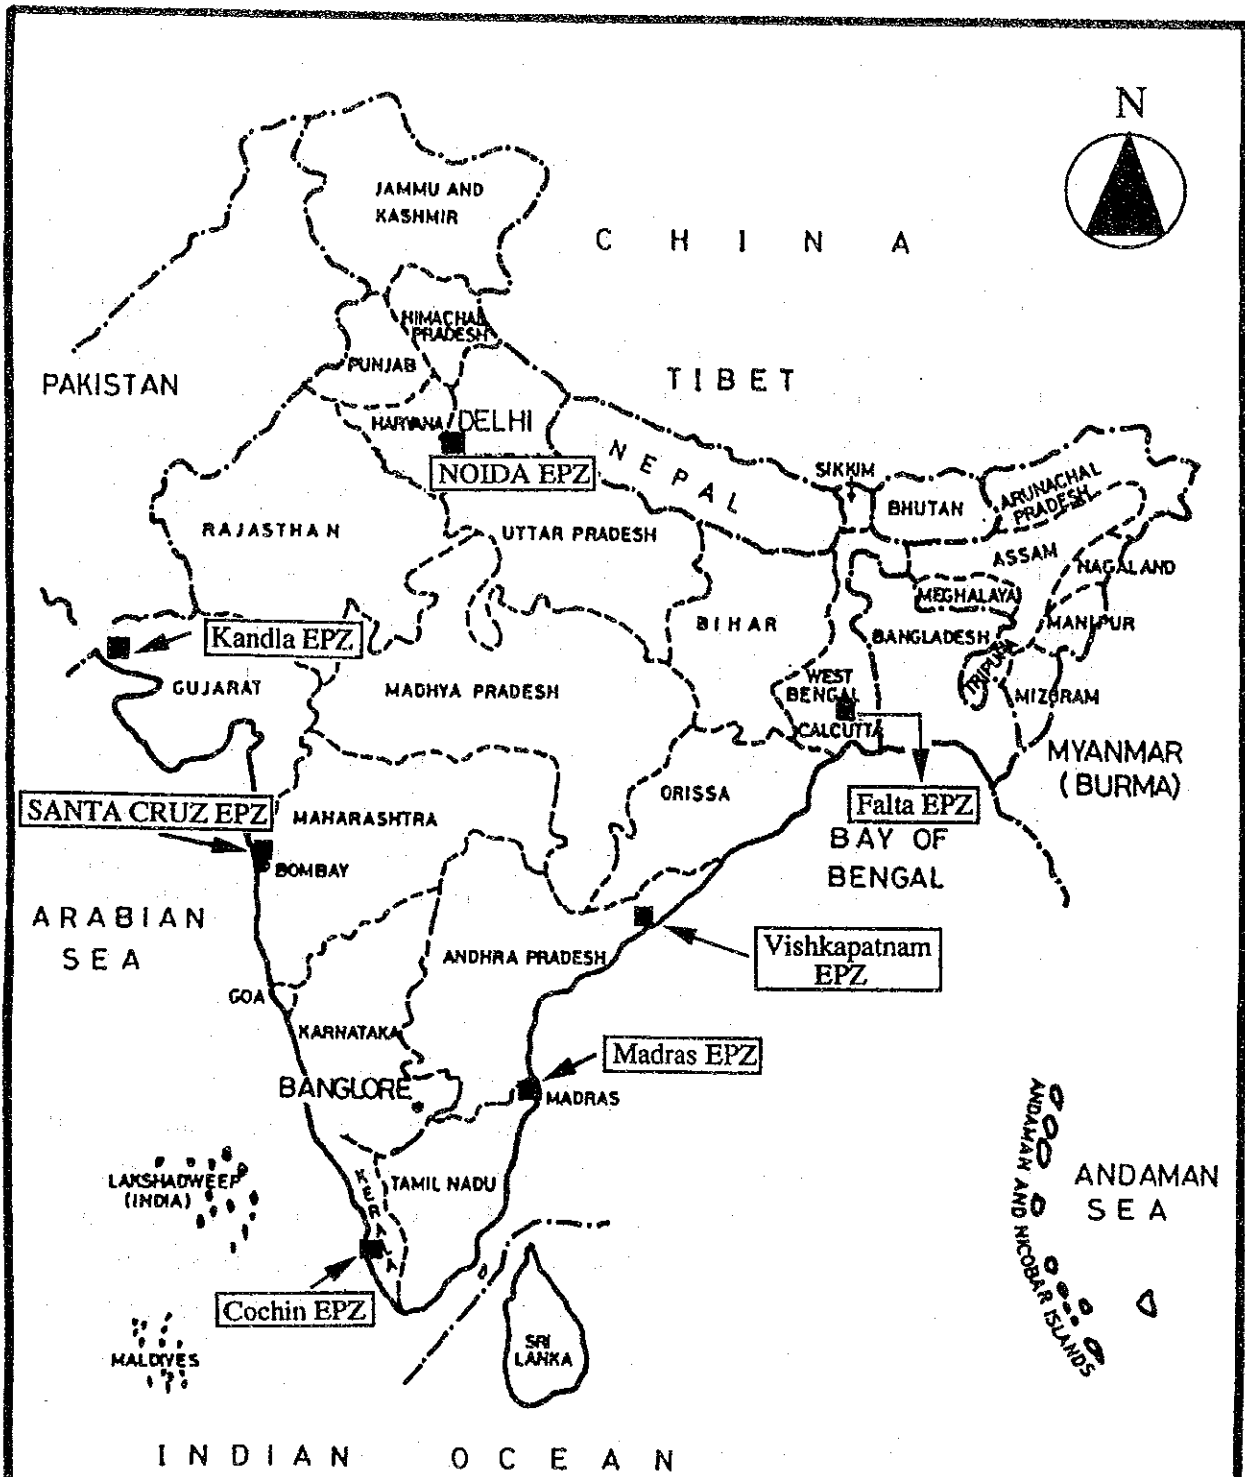 N
JAMMU AND
KASHMIR
CHINA
HIMACHAL
PRADESH
PUNJAB
PAKISTAN
TIBET
HARYANA
DELHI
NOIDA EPZ
NEPAL
SIKKIM
BHUTAN
ARUNACHAL
PRADESH
RAJASTHAN
UTTAR PRADESH
ASSAM
NAGALAND
MEGHALAYA
Kandla EPZ
BIHAR
BANGLADESH
MANIPUR
TRIPURA
GUJARAT
MADHYA PRADESH
WEST
BENGAL
MIZORAM
CALCUTTA
MYANMAR
(BURMA)
SANTA CRUZ EPZ
MAHARASHTRA
ORISSA
Falta EPZ
BAY OF
BENGAL
BOMBAY
ARABIAN
SEA
ANDHRA PRADESH
Vishkapatnam
EPZ
GOA
KARNATAKA
Madras EPZ
BANGLORE
MADRAS
LAKSHADWEEP
(INDIA)
KERALA
TAMIL NADU
ANDAMAN AND NICOBAR ISLANDS
ANDAMAN
SEA
Cochin EPZ
SRI
LANKA
MALDIVES
INDIAN OCEAN